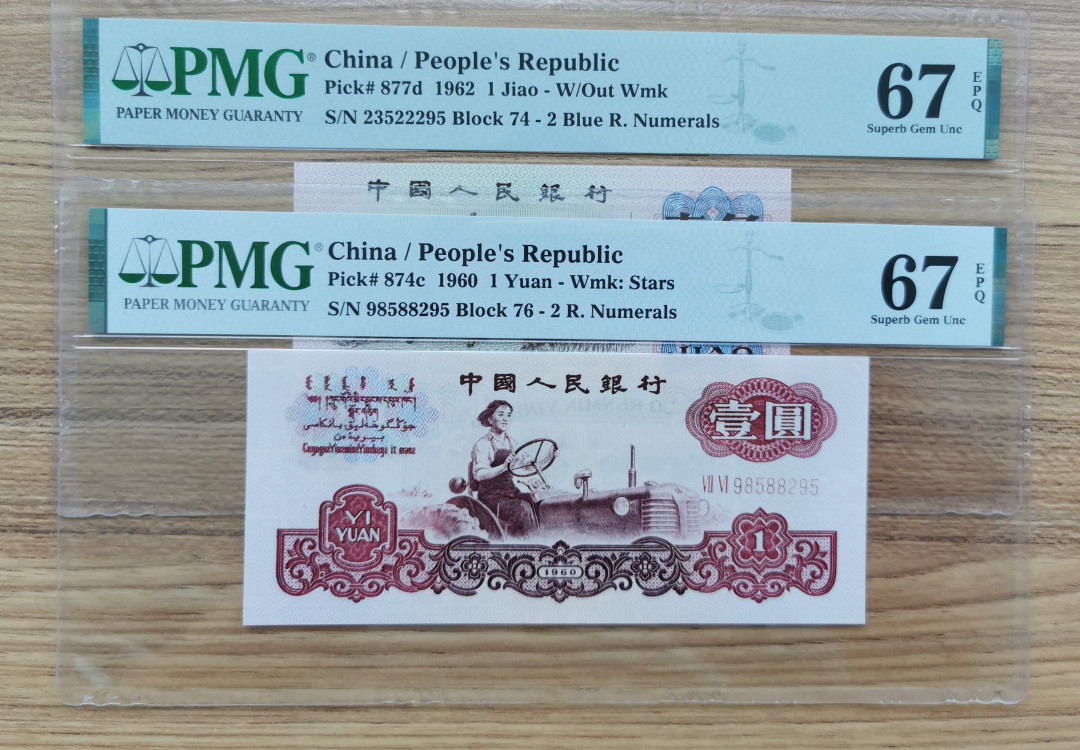 PMG®
PAPER MONEY GUARANTY
China / People's Republic
Pick# 877d 1962 1 Jiao - W/Out Wmk
S/N 23522295 Block 74 - 2 Blue R. Numerals
67
EPQ
Superb Gem Unc
中國人民銀行
PMG®
PAPER MONEY GUARANTY
China / People's Republic
Pick# 874c 1960 1 Yuan - Wmk: Stars
S/N 98588295 Block 76 - 2 R. Numerals
67
EPQ
Superb Gem Unc
JIAO
中國人民銀行
壹圓
VII VI 98588295
YI
YUAN
1
1960